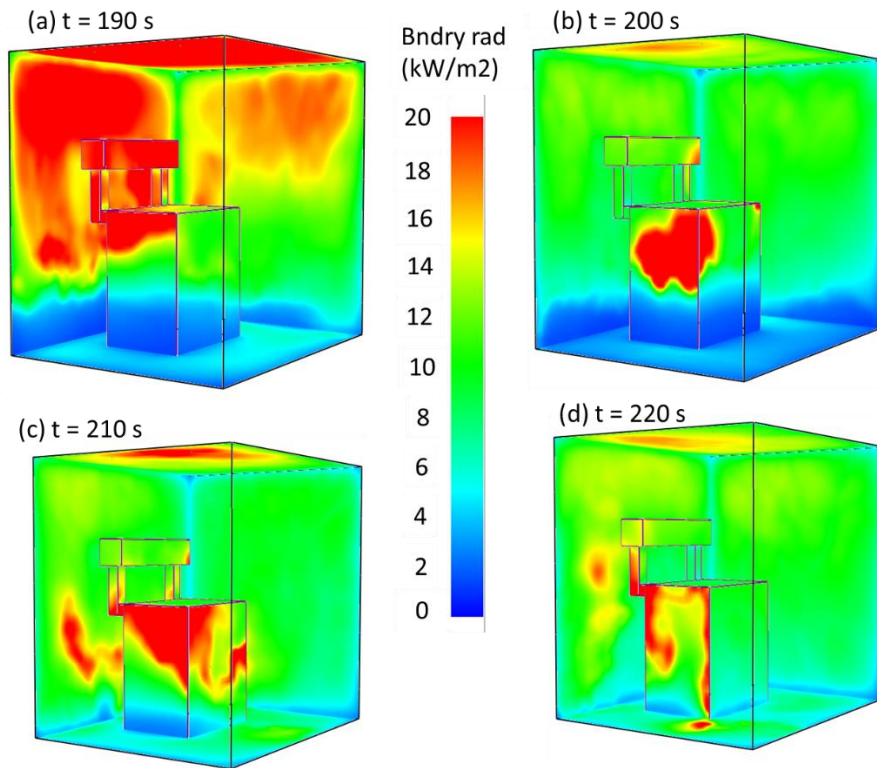 (a) t = 190 s
Bndry rad
(kW/m2)
(b) t = 200 s
20
18
16
14
12
10
8
6
4
2
0
(c) t = 210 s
(d) t = 220 s